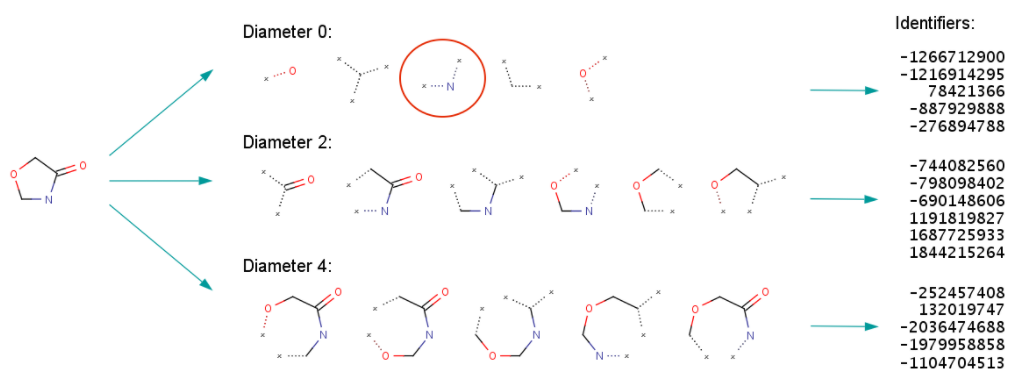 Identifiers:
Diameter 0:
-1266712900
-1216914295
78421366
-887929888
-276894788
x O
x x x
x N x
x x
O x x
Diameter 2:
-744082560
-798098402
-690148606
1191819827
1687725933
1844215264
x O x
x O x N
x x x N
O x x N
O x x
O x x x
O O N
Diameter 4:
-252457408
132019747
-2036474688
-1979958858
-1104704513
O O x N x
x O x N O
x x x N O
O x x N x
O O N x x